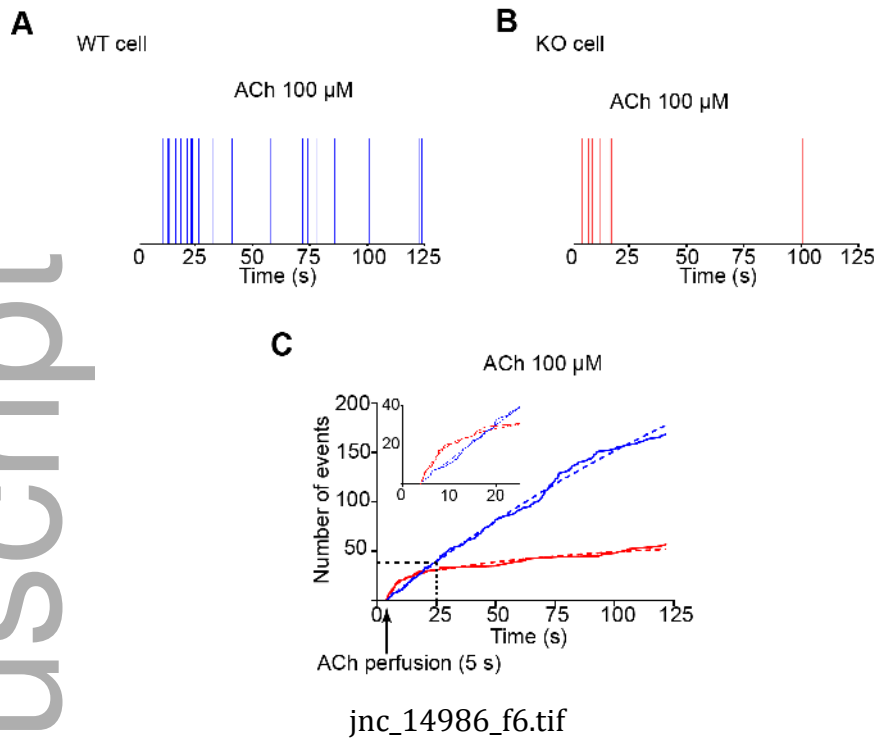 A
WT cell
ACh 100 µM
0 25 50 75 100 125
Time (s)
B
KO cell
ACh 100 µM
0 25 50 75 100 125
Time (s)
uscript
C
ACh 100 µM
Number of events
200
150
100
50
40
20
0 10 20
0 25 50 75 100 125
Time (s)
ACh perfusion (5 s)
jnc_14986_f6.tif